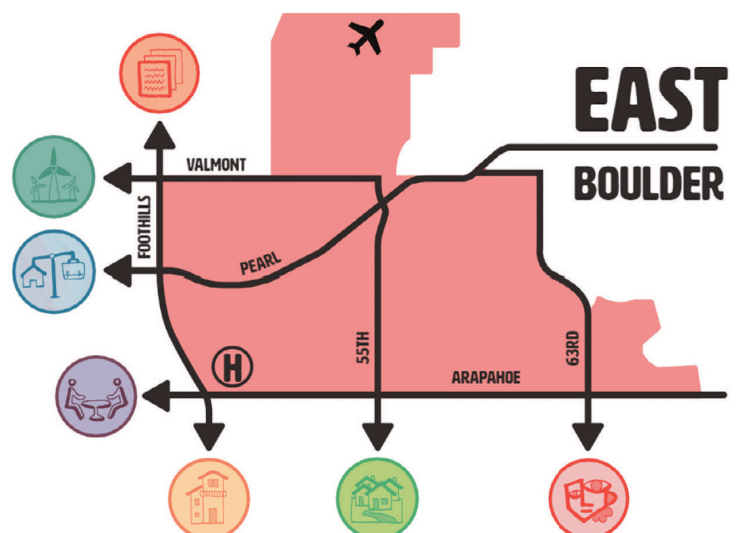 EAST
BOULDER
VALMONT
FOOTHILLS
PEARL
H
55TH
63RD
ARAPAHOE